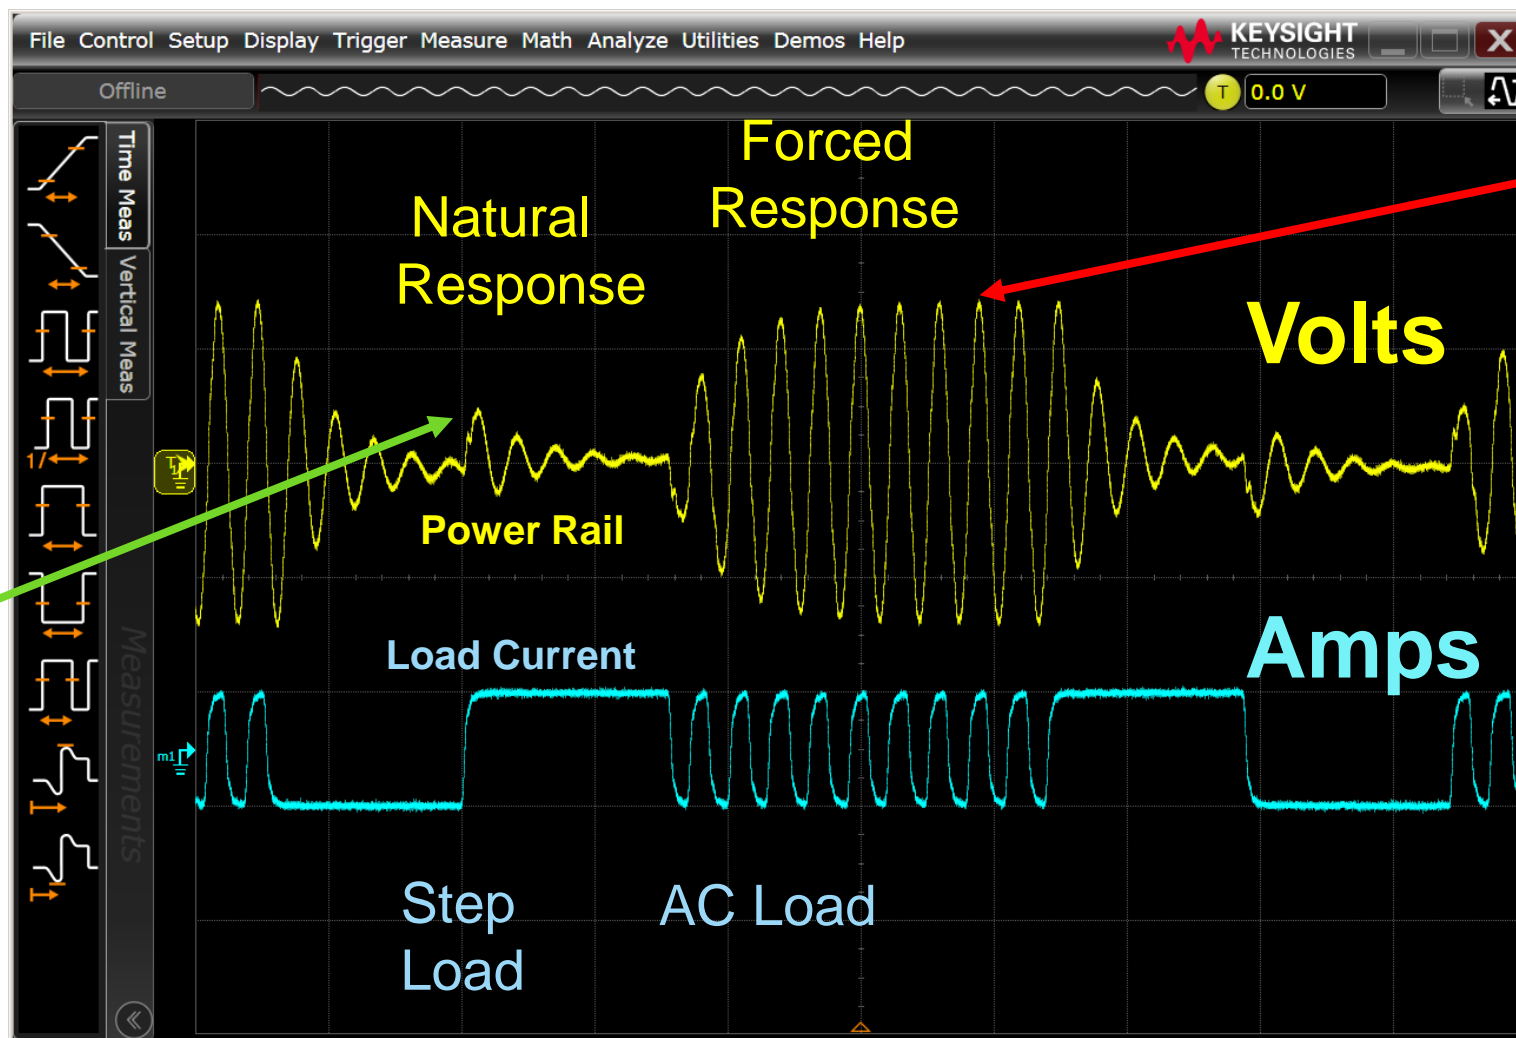 File Control Setup Display Trigger Measure Math Analyze Utilities Demos Help
KEYSIGHT
TECHNOLOGIES
X
Offline
T
0.0 V
Time Meas
Vertical Meas
Measurements
1/
Forced
Response
Natural
Response
Volts
T
Power Rail
Amps
Load Current
m1
Step
Load
AC Load